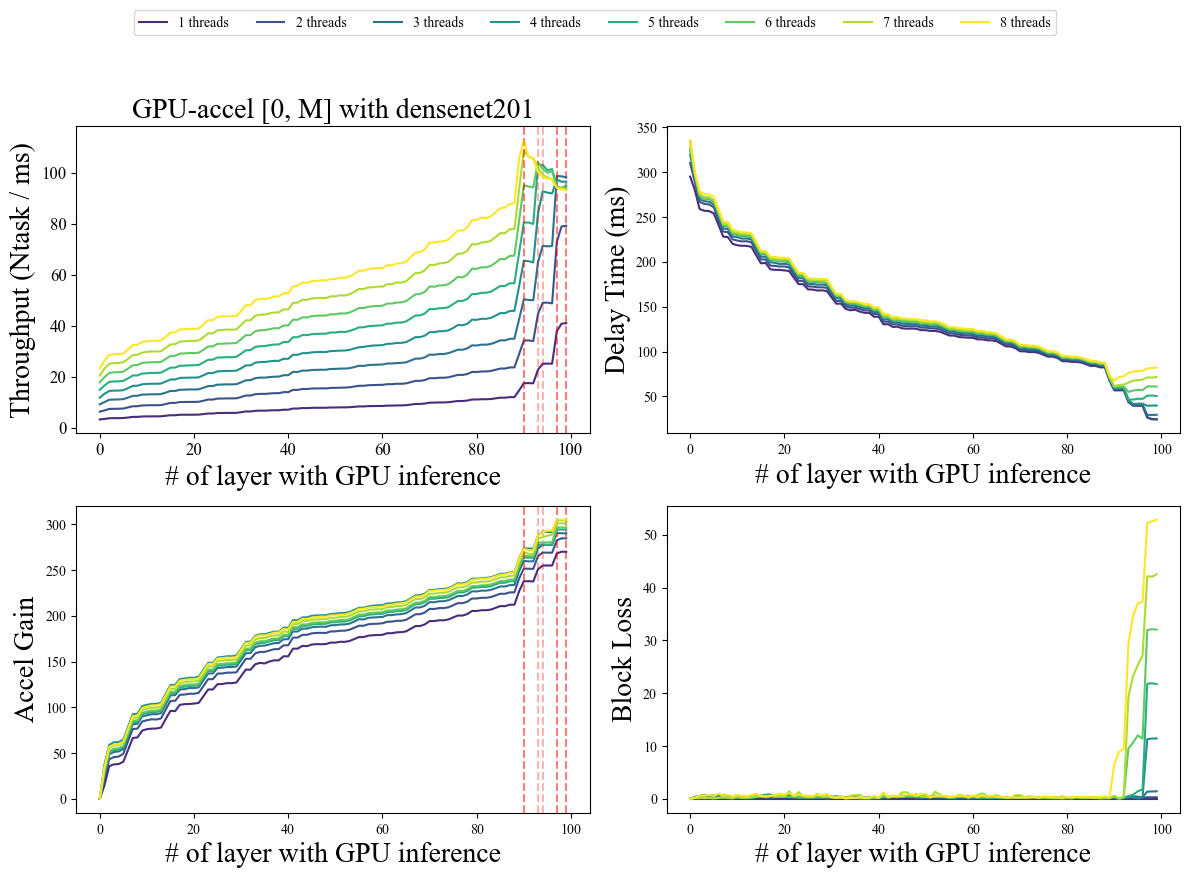 1 threads 2 threads 3 threads 4 threads 5 threads 6 threads 7 threads 8 threads
GPU-accel [0, M] with densenet201
Throughput (Ntask / ms)
100
80
60
40
20
0
0 20 40 60 80 100
# of layer with GPU inference
Delay Time (ms)
350
300
250
200
150
100
50
0 20 40 60 80 100
# of layer with GPU inference
Accel Gain
300
250
200
150
100
50
0
0 20 40 60 80 100
# of layer with GPU inference
Block Loss
50
40
30
20
10
0
0 20 40 60 80 100
# of layer with GPU inference